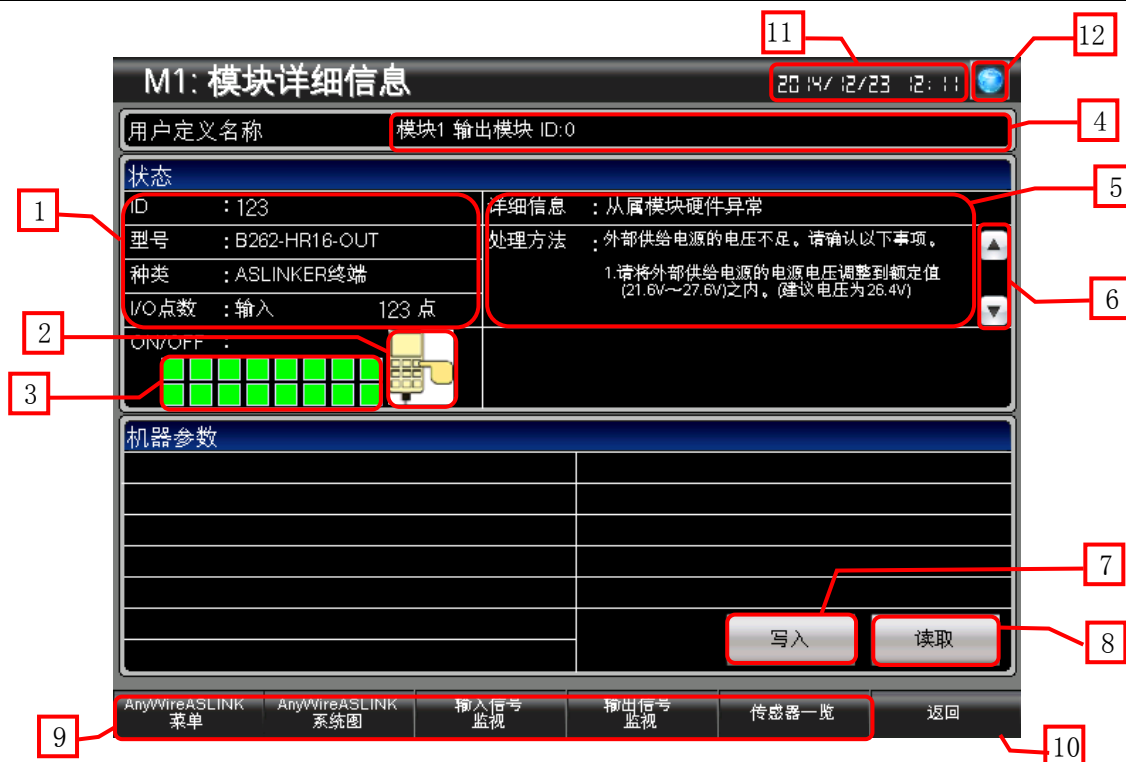 11
12
M1: 模块详细信息
2014/12/23 12:11
用户定义名称
模块1 输出模块 ID:0
4
状态
5
1
ID :123
详细信息 :从属模块硬件异常
型号 :B262-HR16-OUT
处理方法 :外部供给电源的电压不足。请确认以下事项。
种类 :ASLINKER终端
1.请将外部供给电源的电源电压调整到额定值
(21.6V～27.6V)之内。(建议电压为26.4V)
I/O点数 :输入 123 点
6
2
ON/OFF :
3
机器参数
7
写入
读取
8
AnyWireASLINK
菜单
AnyWireASLINK
系统图
输入信号
监视
输出信号
监视
传感器一览
返回
9
10